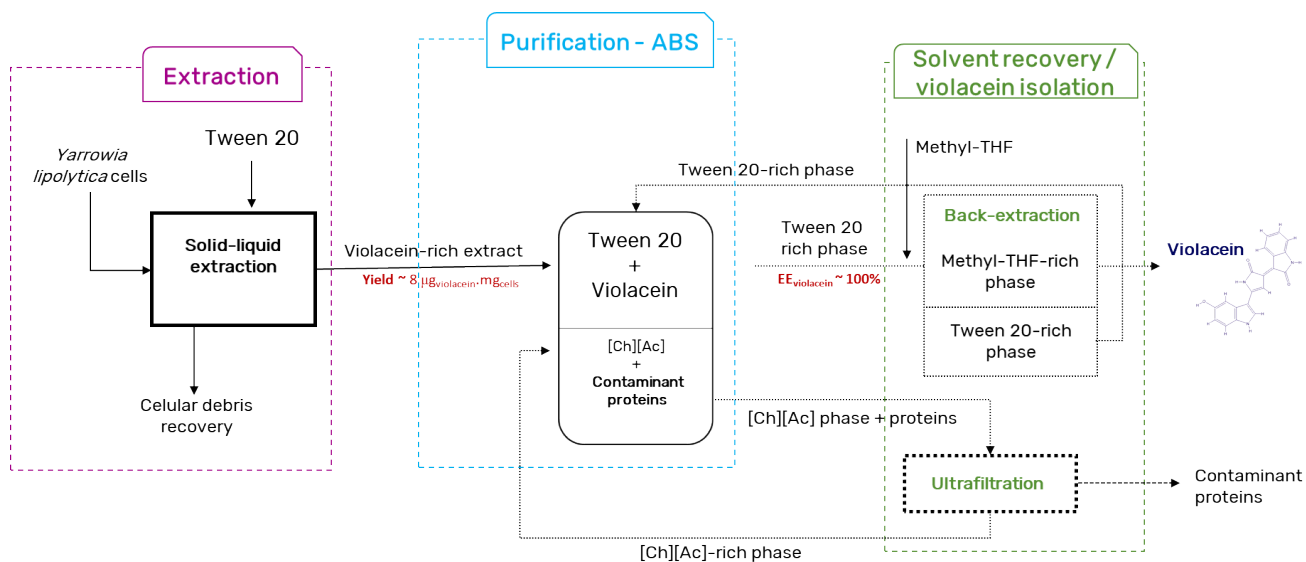 Extraction
Purification - ABS
Solvent recovery /
violacein isolation
Tween 20
Yarrowia
lipolytica cells
Solid-liquid
extraction
Celular debris
recovery
Violacein-rich extract
Yield ~ 8 µgviolacein.mgcells
Tween 20-rich phase
Tween 20
+
Violacein
[Ch][Ac]
+
Contaminant
proteins
Tween 20
rich phase
EEviolacein ~ 100%
Methyl-THF
Back-extraction
Methyl-THF-rich
phase
Tween 20-rich
phase
Violacein
[Ch][Ac] phase + proteins
Ultrafiltration
Contaminant
proteins
[Ch][Ac]-rich phase